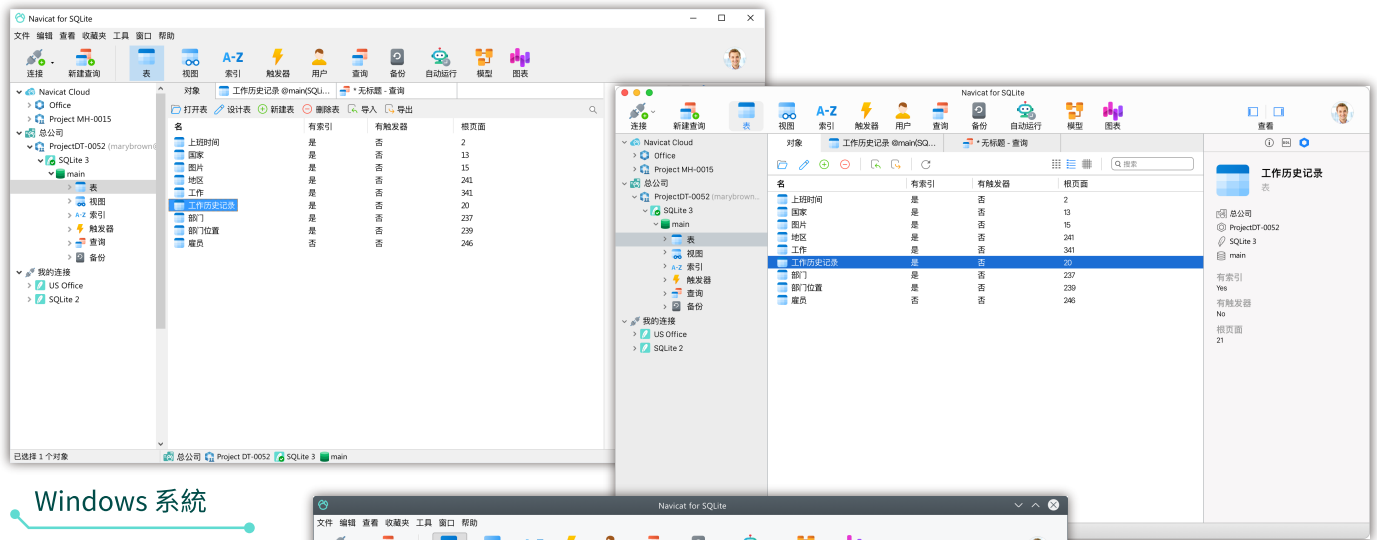 Navicat for SQLite
文件 编辑 查看 收藏夹 工具 窗口 帮助
连接 新建查询 表 视图 索引 触发器 用户 查询 备份 自动运行 模型 图表
A-Z
对象 工作历史记录 @main(SQLi... * 无标题 - 查询
打开表 设计表 新建表 删除表 导入 导出
Navicat Cloud
Office
Project MH-0015
总公司
ProjectDT-0052 (marybrown@
SQLite 3
main
表
视图
A-Z 索引
触发器
查询
备份
我的连接
US Office
SQLite 2
名 有索引 有触发器 根页面
上班时间 是 否 2
国家 是 否 13
图片 是 否 15
地区 是 否 241
工作 是 否 341
工作历史记录 是 否 20
部门 是 否 237
部门位置 是 否 239
雇员 否 否 246
已选择 1 个对象 总公司 Project DT-0052 SQLite 3 main
Windows 系統
Navicat for SQLite
A-Z
连接 新建查询 表 视图 索引 触发器 用户 查询 备份 自动运行 模型 图表 查看
对象 工作历史记录 @main(SQ... * 无标题 - 查询
搜索
Navicat Cloud
Office
Project MH-0015
总公司
ProjectDT-0052 (marybrown...
SQLite 3
main
表
视图
A-Z 索引
触发器
查询
备份
我的连接
US Office
SQLite 2
名 有索引 有触发器 根页面
上班时间 是 否 2
国家 是 否 13
图片 是 否 15
地区 是 否 241
工作 是 否 341
工作历史记录 是 否 20
部门 是 否 237
部门位置 是 否 239
雇员 否 否 246
工作历史记录
表
总公司
ProjectDT-0052
SQLite 3
main
有索引
Yes
有触发器
No
根页面
21
Navicat for SQLite
文件 编辑 查看 收藏夹 工具 窗口 帮助